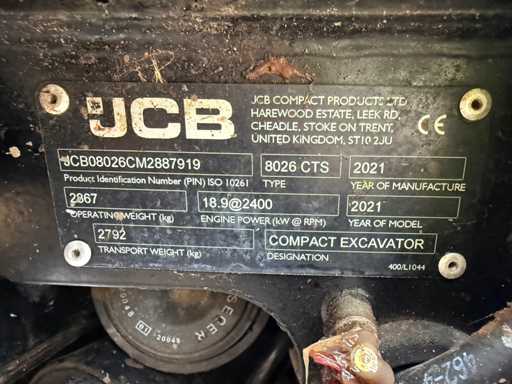 JCB
JCB COMPACT PRODUCTS LTD
HAREWOOD ESTATE, LEEK RD,
CHEADLE, STOKE ON TRENT,
UNITED KINGDOM, ST10 2JU
CE
JCB08026CM2887919
8026 CTS
2021
Product Identification Number (PIN) ISO 10261
TYPE
YEAR OF MANUFACTURE
2867
18.9@2400
2021
OPERATING WEIGHT (kg)
ENGINE POWER (kW @ RPM)
YEAR OF MODEL
2792
COMPACT EXCAVATOR
TRANSPORT WEIGHT (kg)
DESIGNATION
400/L1044
20048